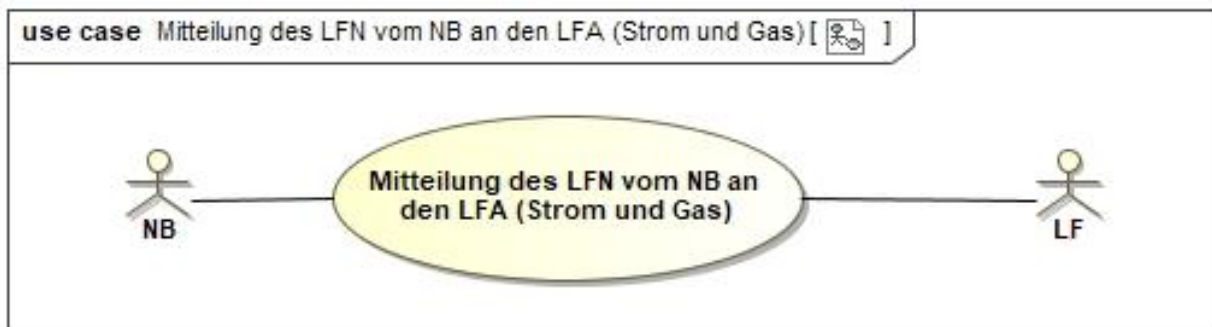 use case Mitteilung des LFN vom NB an den LFA (Strom und Gas) [ ]
Mitteilung des LFN vom NB an
den LFA (Strom und Gas)
NB
LF